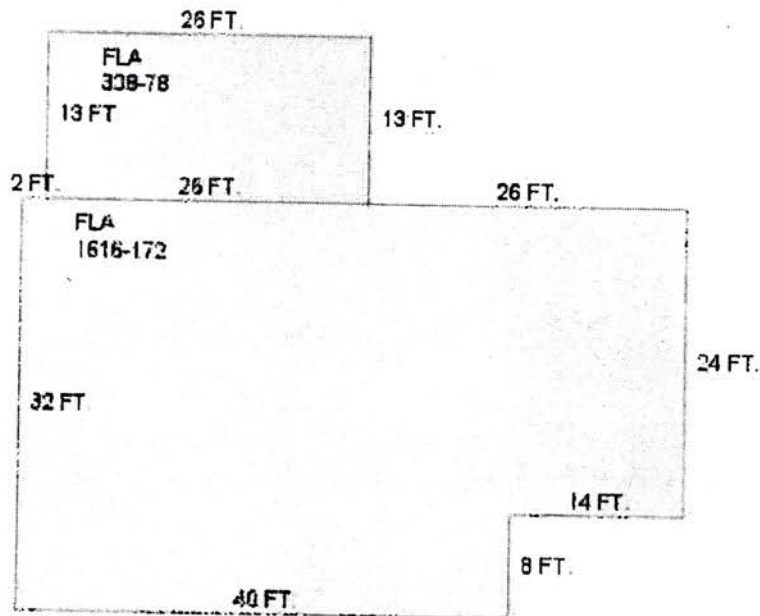 26 FT.
FLA
338-78
13 FT
13 FT.
2 FT.
26 FT.
26 FT.
FLA
1616-172
24 FT.
32 FT.
14 FT.
8 FT.
40 FT.